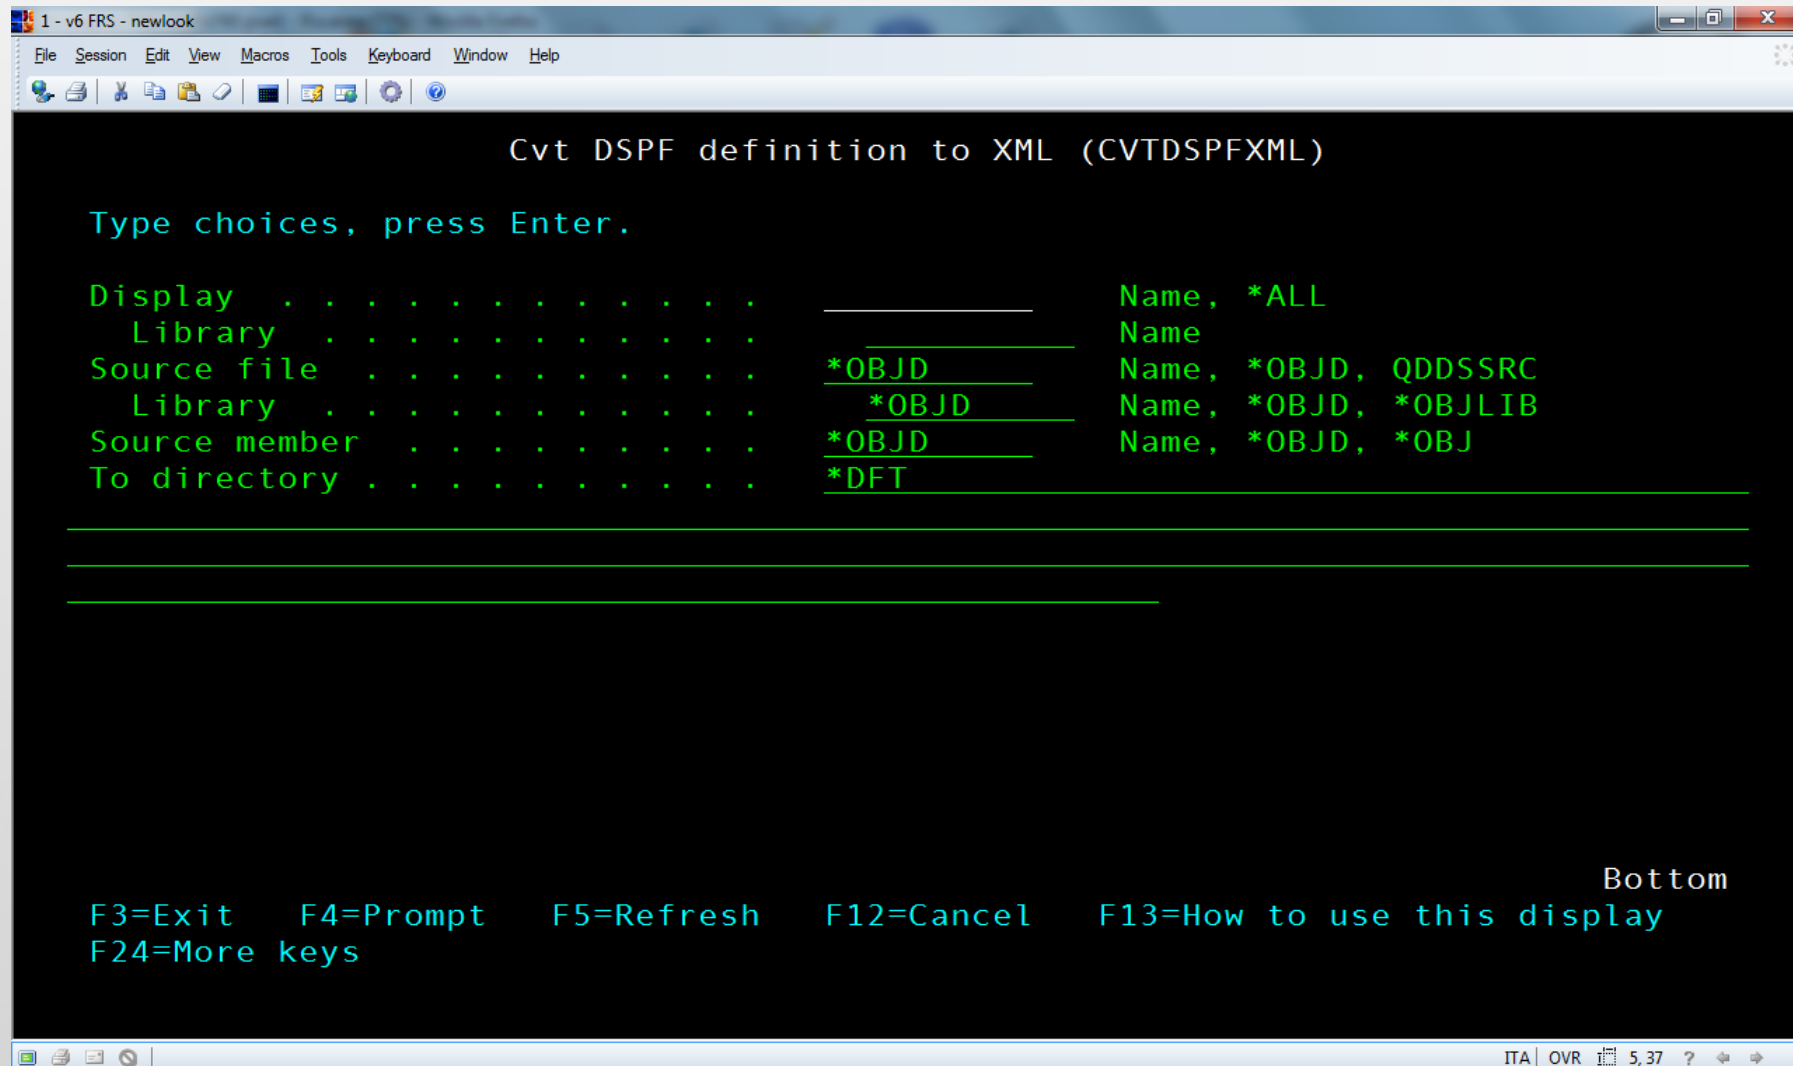 1 - v6 FRS - newlook
File Session Edit View Macros Tools Keyboard Window Help
Cvt DSPF definition to XML (CVTDSPFXML)
Type choices, press Enter.
Display . . . . . . . . . . . . Name, *ALL
Library . . . . . . . . . . . Name
Source file . . . . . . . . . . *OBJD Name, *OBJD, QDDSSRC
Library . . . . . . . . . . . *OBJD Name, *OBJD, *OBJLIB
Source member . . . . . . . . . *OBJD Name, *OBJD, *OBJ
To directory . . . . . . . . . . *DFT
Bottom
F3=Exit F4=Prompt F5=Refresh F12=Cancel F13=How to use this display
F24=More keys
ITA OVR 5,37 ?